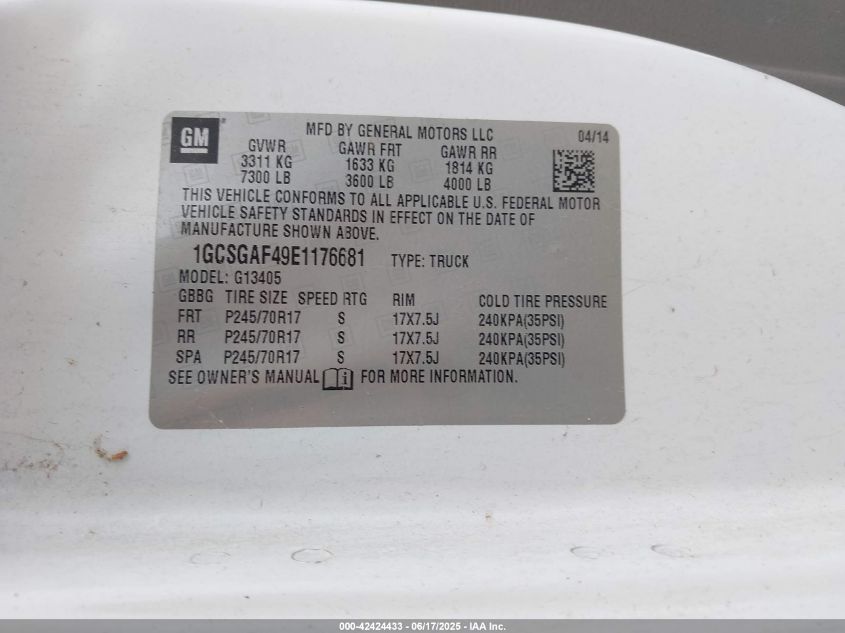 GM
MFD BY GENERAL MOTORS LLC 04/14
GVWR GAWR FRT GAWR RR
3311 KG 1633 KG 1814 KG
7300 LB 3600 LB 4000 LB
THIS VEHICLE CONFORMS TO ALL APPLICABLE U.S. FEDERAL MOTOR
VEHICLE SAFETY STANDARDS IN EFFECT ON THE DATE OF
MANUFACTURE SHOWN ABOVE.
1GCSGAF49E1176681 TYPE: TRUCK
MODEL: G13405
GBBG TIRE SIZE SPEED RTG RIM COLD TIRE PRESSURE
FRT P245/70R17 S 17X7.5J 240KPA(35PSI)
RR P245/70R17 S 17X7.5J 240KPA(35PSI)
SPA P245/70R17 S 17X7.5J 240KPA(35PSI)
SEE OWNER'S MANUAL FOR MORE INFORMATION.
000-42424433 - 06/17/2025 - IAA Inc.